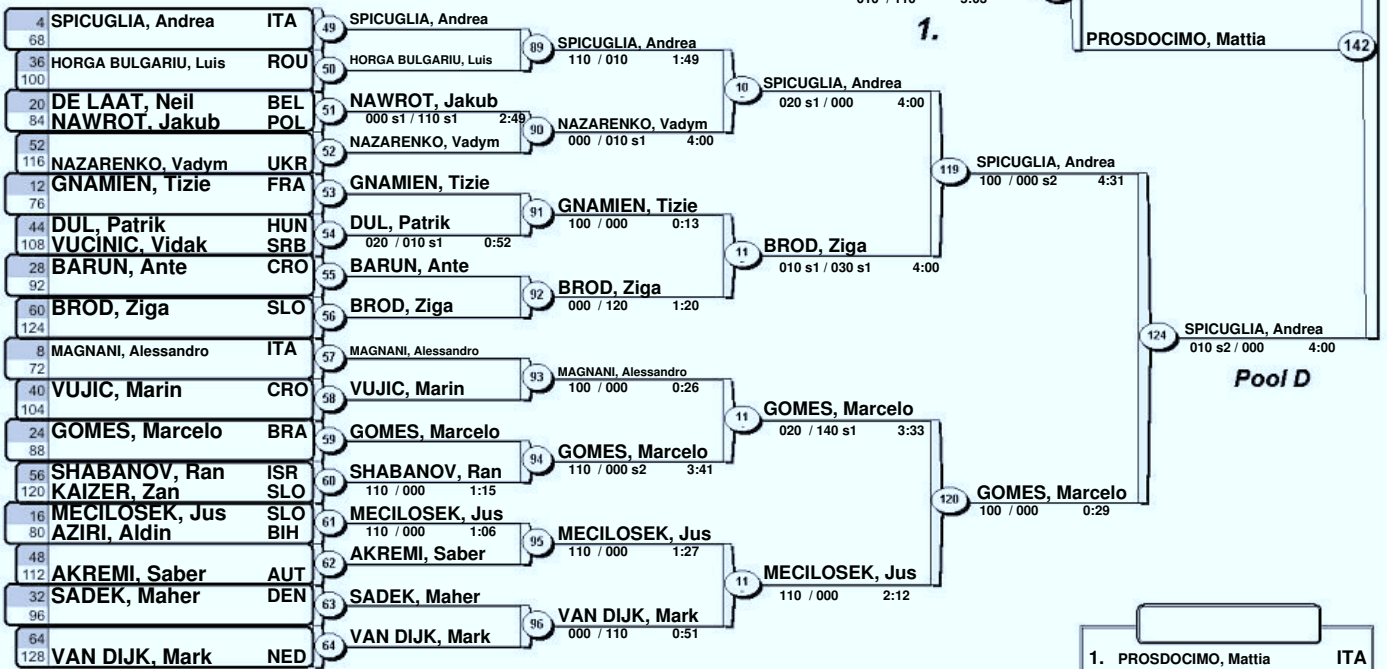 010 / 110 9:03
1.
PROSDOCIMO, Mattia
142
4 SPICUGLIA, Andrea ITA
68
36 HORGA BULGARIU, Luis ROU
100
20 DE LAAT, Neil BEL
84 NAWROT, Jakub POL
52
116 NAZARENKO, Vadym UKR
12 GNAMIEN, Tizie FRA
76
44 DUL, Patrik HUN
108 VUCINIC, Vidak SRB
28 BARUN, Ante CRO
92
60 BROD, Ziga SLO
124
8 MAGNANI, Alessandro ITA
72
40 VUJIC, Marin CRO
104
24 GOMES, Marcelo BRA
88
56 SHABANOV, Ran ISR
120 KAIZER, Zan SLO
16 MECILOSEK, Jus SLO
80 AZIRI, Aldin BIH
48
112 AKREMI, Saber AUT
32 SADEK, Maher DEN
96
64
128 VAN DIJK, Mark NED
49 SPICUGLIA, Andrea
50 HORGA BULGARIU, Luis
51 NAWROT, Jakub
000 s1 / 110 s1 2:49
52 NAZARENKO, Vadym
53 GNAMIEN, Tizie
54 DUL, Patrik
020 / 010 s1 0:52
55 BARUN, Ante
56 BROD, Ziga
57 MAGNANI, Alessandro
58 VUJIC, Marin
59 GOMES, Marcelo
60 SHABANOV, Ran
110 / 000 1:15
61 MECILOSEK, Jus
110 / 000 1:06
62 AKREMI, Saber
63 SADEK, Maher
64 VAN DIJK, Mark
89 SPICUGLIA, Andrea
110 / 010 1:49
90 NAZARENKO, Vadym
000 / 010 s1 4:00
91 GNAMIEN, Tizie
100 / 000 0:13
92 BROD, Ziga
000 / 120 1:20
93 MAGNANI, Alessandro
100 / 000 0:26
94 GOMES, Marcelo
110 / 000 s2 3:41
95 MECILOSEK, Jus
110 / 000 1:27
96 VAN DIJK, Mark
000 / 110 0:51
10 SPICUGLIA, Andrea
020 s1 / 000 4:00
11 BROD, Ziga
010 s1 / 030 s1 4:00
11 GOMES, Marcelo
020 / 140 s1 3:33
11 MECILOSEK, Jus
110 / 000 2:12
119 SPICUGLIA, Andrea
100 / 000 s2 4:31
120 GOMES, Marcelo
100 / 000 0:29
124 SPICUGLIA, Andrea
010 s2 / 000 4:00
Pool D
1. PROSDOCIMO, Mattia ITA